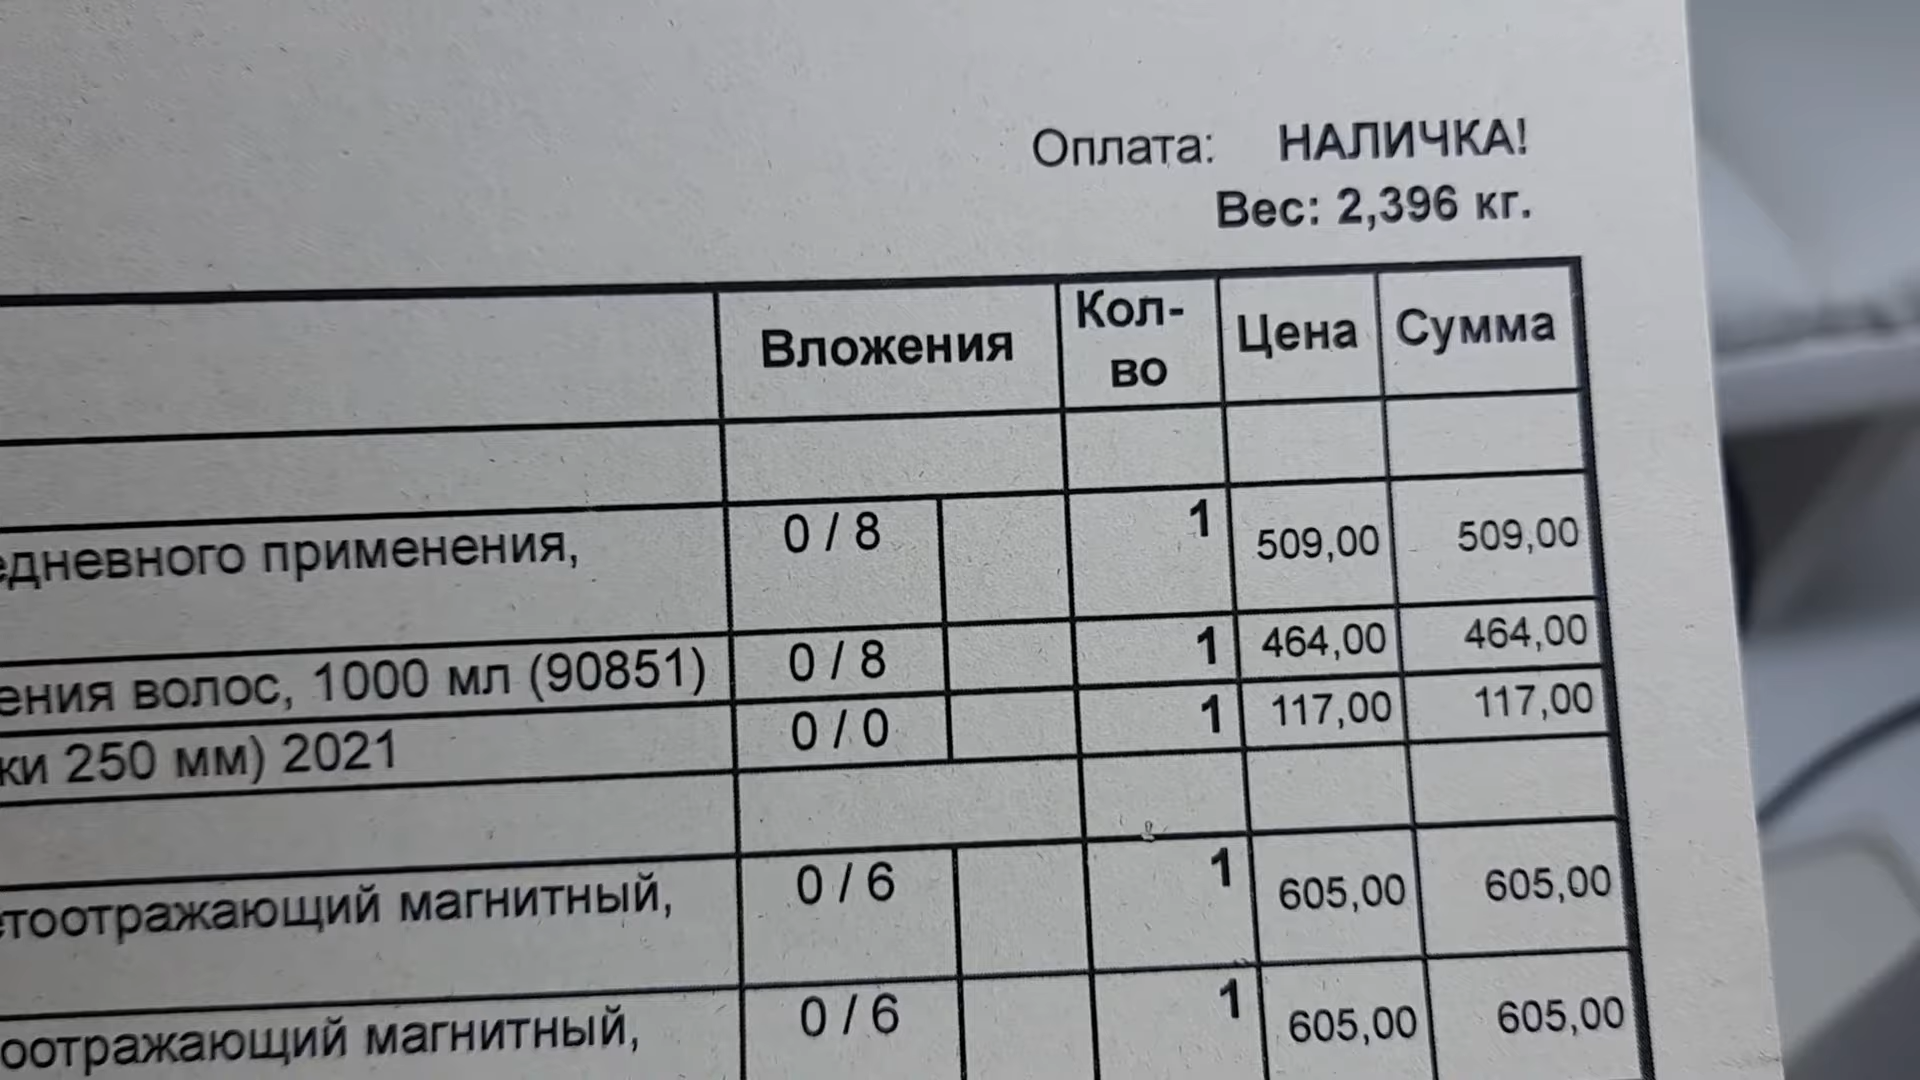 Оплата: НАЛИЧКА!
Вес: 2,396 кг.
Вложения Кол-во Цена Сумма
едневного применения, 0 / 8 1 509,00 509,00
ения волос, 1000 мл (90851) 0 / 8 1 464,00 464,00
ки 250 мм) 2021 0 / 0 1 117,00 117,00
тоотражающий магнитный, 0 / 6 1 605,00 605,00
оотражающий магнитный, 0 / 6 1 605,00 605,00